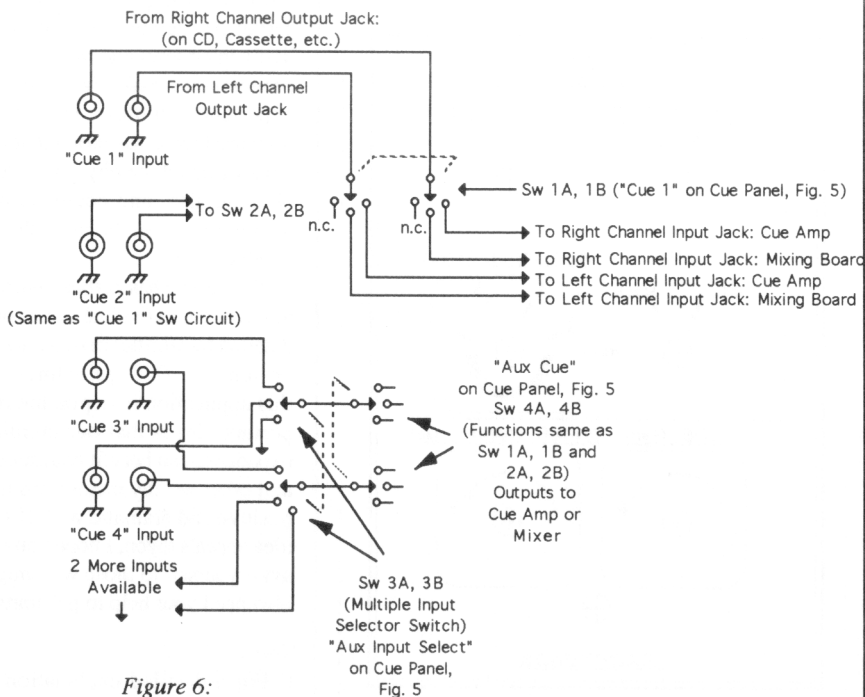 From Right Channel Output Jack:
(on CD, Cassette, etc.)
From Left Channel
Output Jack
"Cue 1" Input
Sw 1A, 1B ("Cue 1" on Cue Panel, Fig. 5)
To Sw 2A, 2B
n.c.
n.c.
To Right Channel Input Jack: Cue Amp
To Right Channel Input Jack: Mixing Board
To Left Channel Input Jack: Cue Amp
To Left Channel Input Jack: Mixing Board
"Cue 2" Input
(Same as "Cue 1" Sw Circuit)
"Cue 3" Input
"Aux Cue"
on Cue Panel, Fig. 5
Sw 4A, 4B
(Functions same as
Sw 1A, 1B and
2A, 2B)
Outputs to
Cue Amp or
Mixer
"Cue 4" Input
2 More Inputs
Available
Sw 3A, 3B
(Multiple Input
Selector Switch)
"Aux Input Select"
on Cue Panel,
Fig. 5
Figure 6: